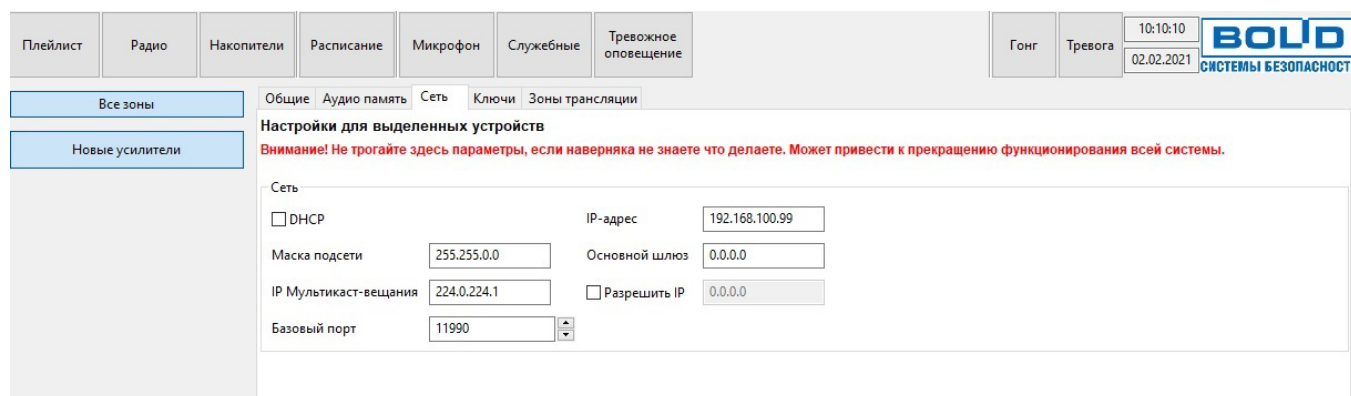 Плейлист
Радио
Накопители
Расписание
Микрофон
Служебные
Тревожное
оповещение
Гонг
Тревога
10:10:10
02.02.2021
BOLID
СИСТЕМЫ БЕЗОПАСНОСТ
Все зоны
Новые усилители
Общие Аудио память Сеть Ключи Зоны трансляции
Настройки для выделенных устройств
Внимание! Не трогайте здесь параметры, если наверняка не знаете что делаете. Может привести к прекращению функционирования всей системы.
Сеть
DHCP IP-адрес 192.168.100.99
Маска подсети 255.255.0.0 Основной шлюз 0.0.0.0
IP Мультикаст-вещания 224.0.224.1 Разрешить IP 0.0.0.0
Базовый порт 11990